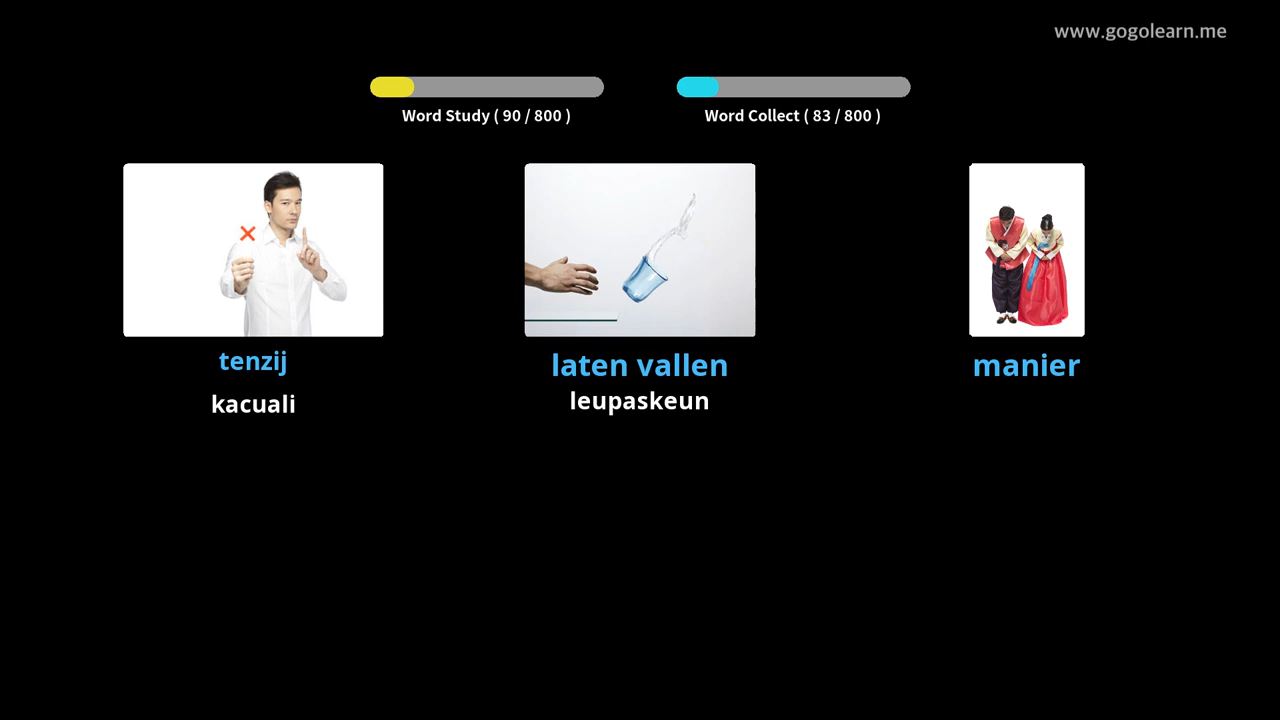 www.gogolearn.me
Word Study ( 90 / 800 )
Word Collect ( 83 / 800 )
tenzij
kacuali
laten vallen
leupaskeun
manier